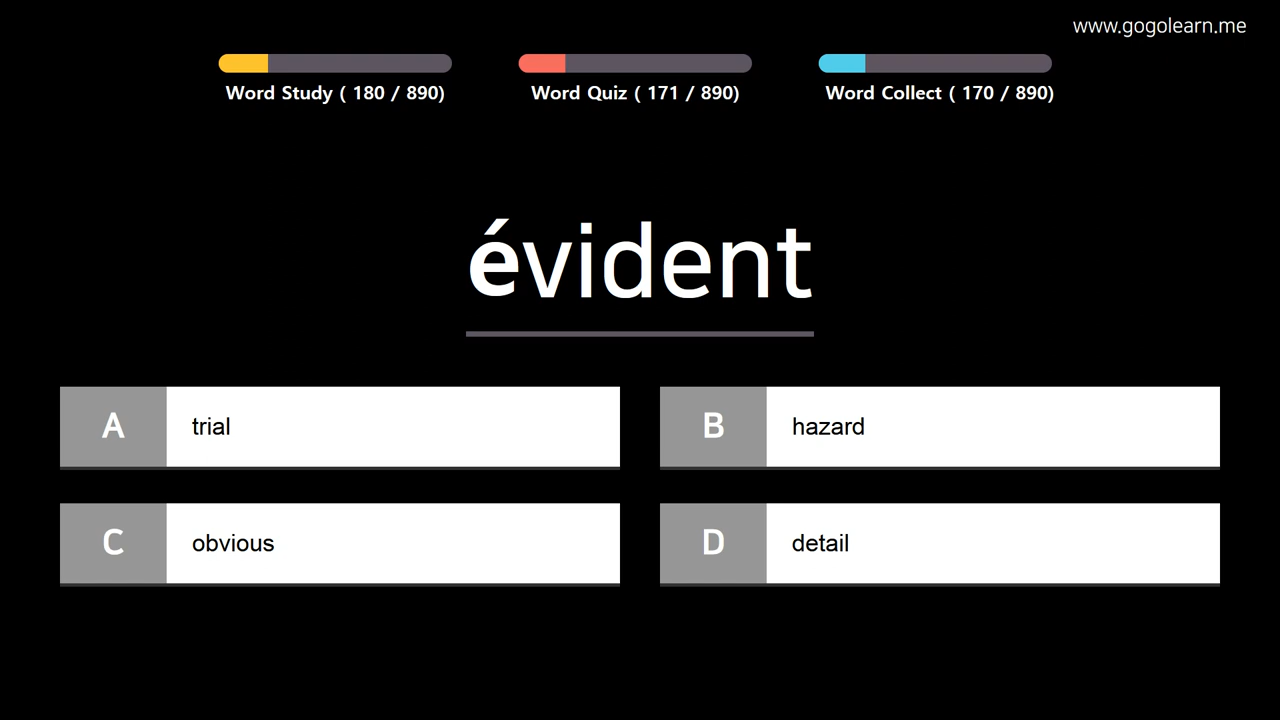 www.gogolearn.me
Word Study ( 180 / 890)
Word Quiz ( 171 / 890)
Word Collect ( 170 / 890)
évident
A trial
B hazard
C obvious
D detail